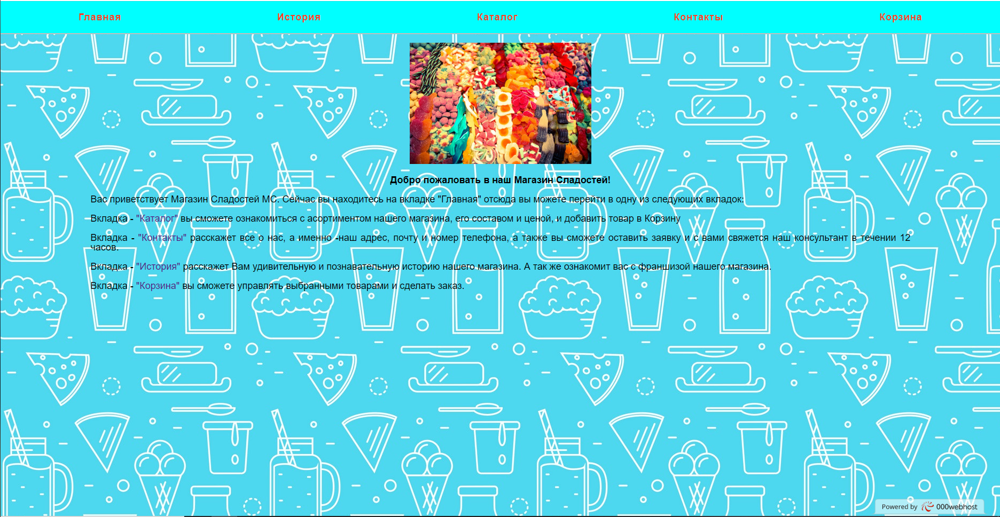 Главная История Каталог Контакты Корзина
Добро пожаловать в наш Магазин Сладостей!
Вас приветствует Магазин Сладостей МС. Сейчас вы находитесь на вкладке "Главная" отсюда вы можете перейти в одну из следующих вкладок:
Вкладка - "Каталог" вы сможете ознакомиться с асортиментом нашего магазина, его составом и ценой, и добавить товар в Корзину
Вкладка - "Контакты" расскажет все о нас, а именно -наш адрес, почту и номер телефона, а также вы сможете оставить заявку и с вами свяжется наш консультант в течении 12
часов.
Вкладка - "История" расскажет Вам удивительную и познавательную историю нашего магазина. А так же ознакомит вас с франшизой нашего магазина.
Вкладка - "Корзина" вы сможете управлять выбранными товарами и сделать заказ.
Powered by 000webhost